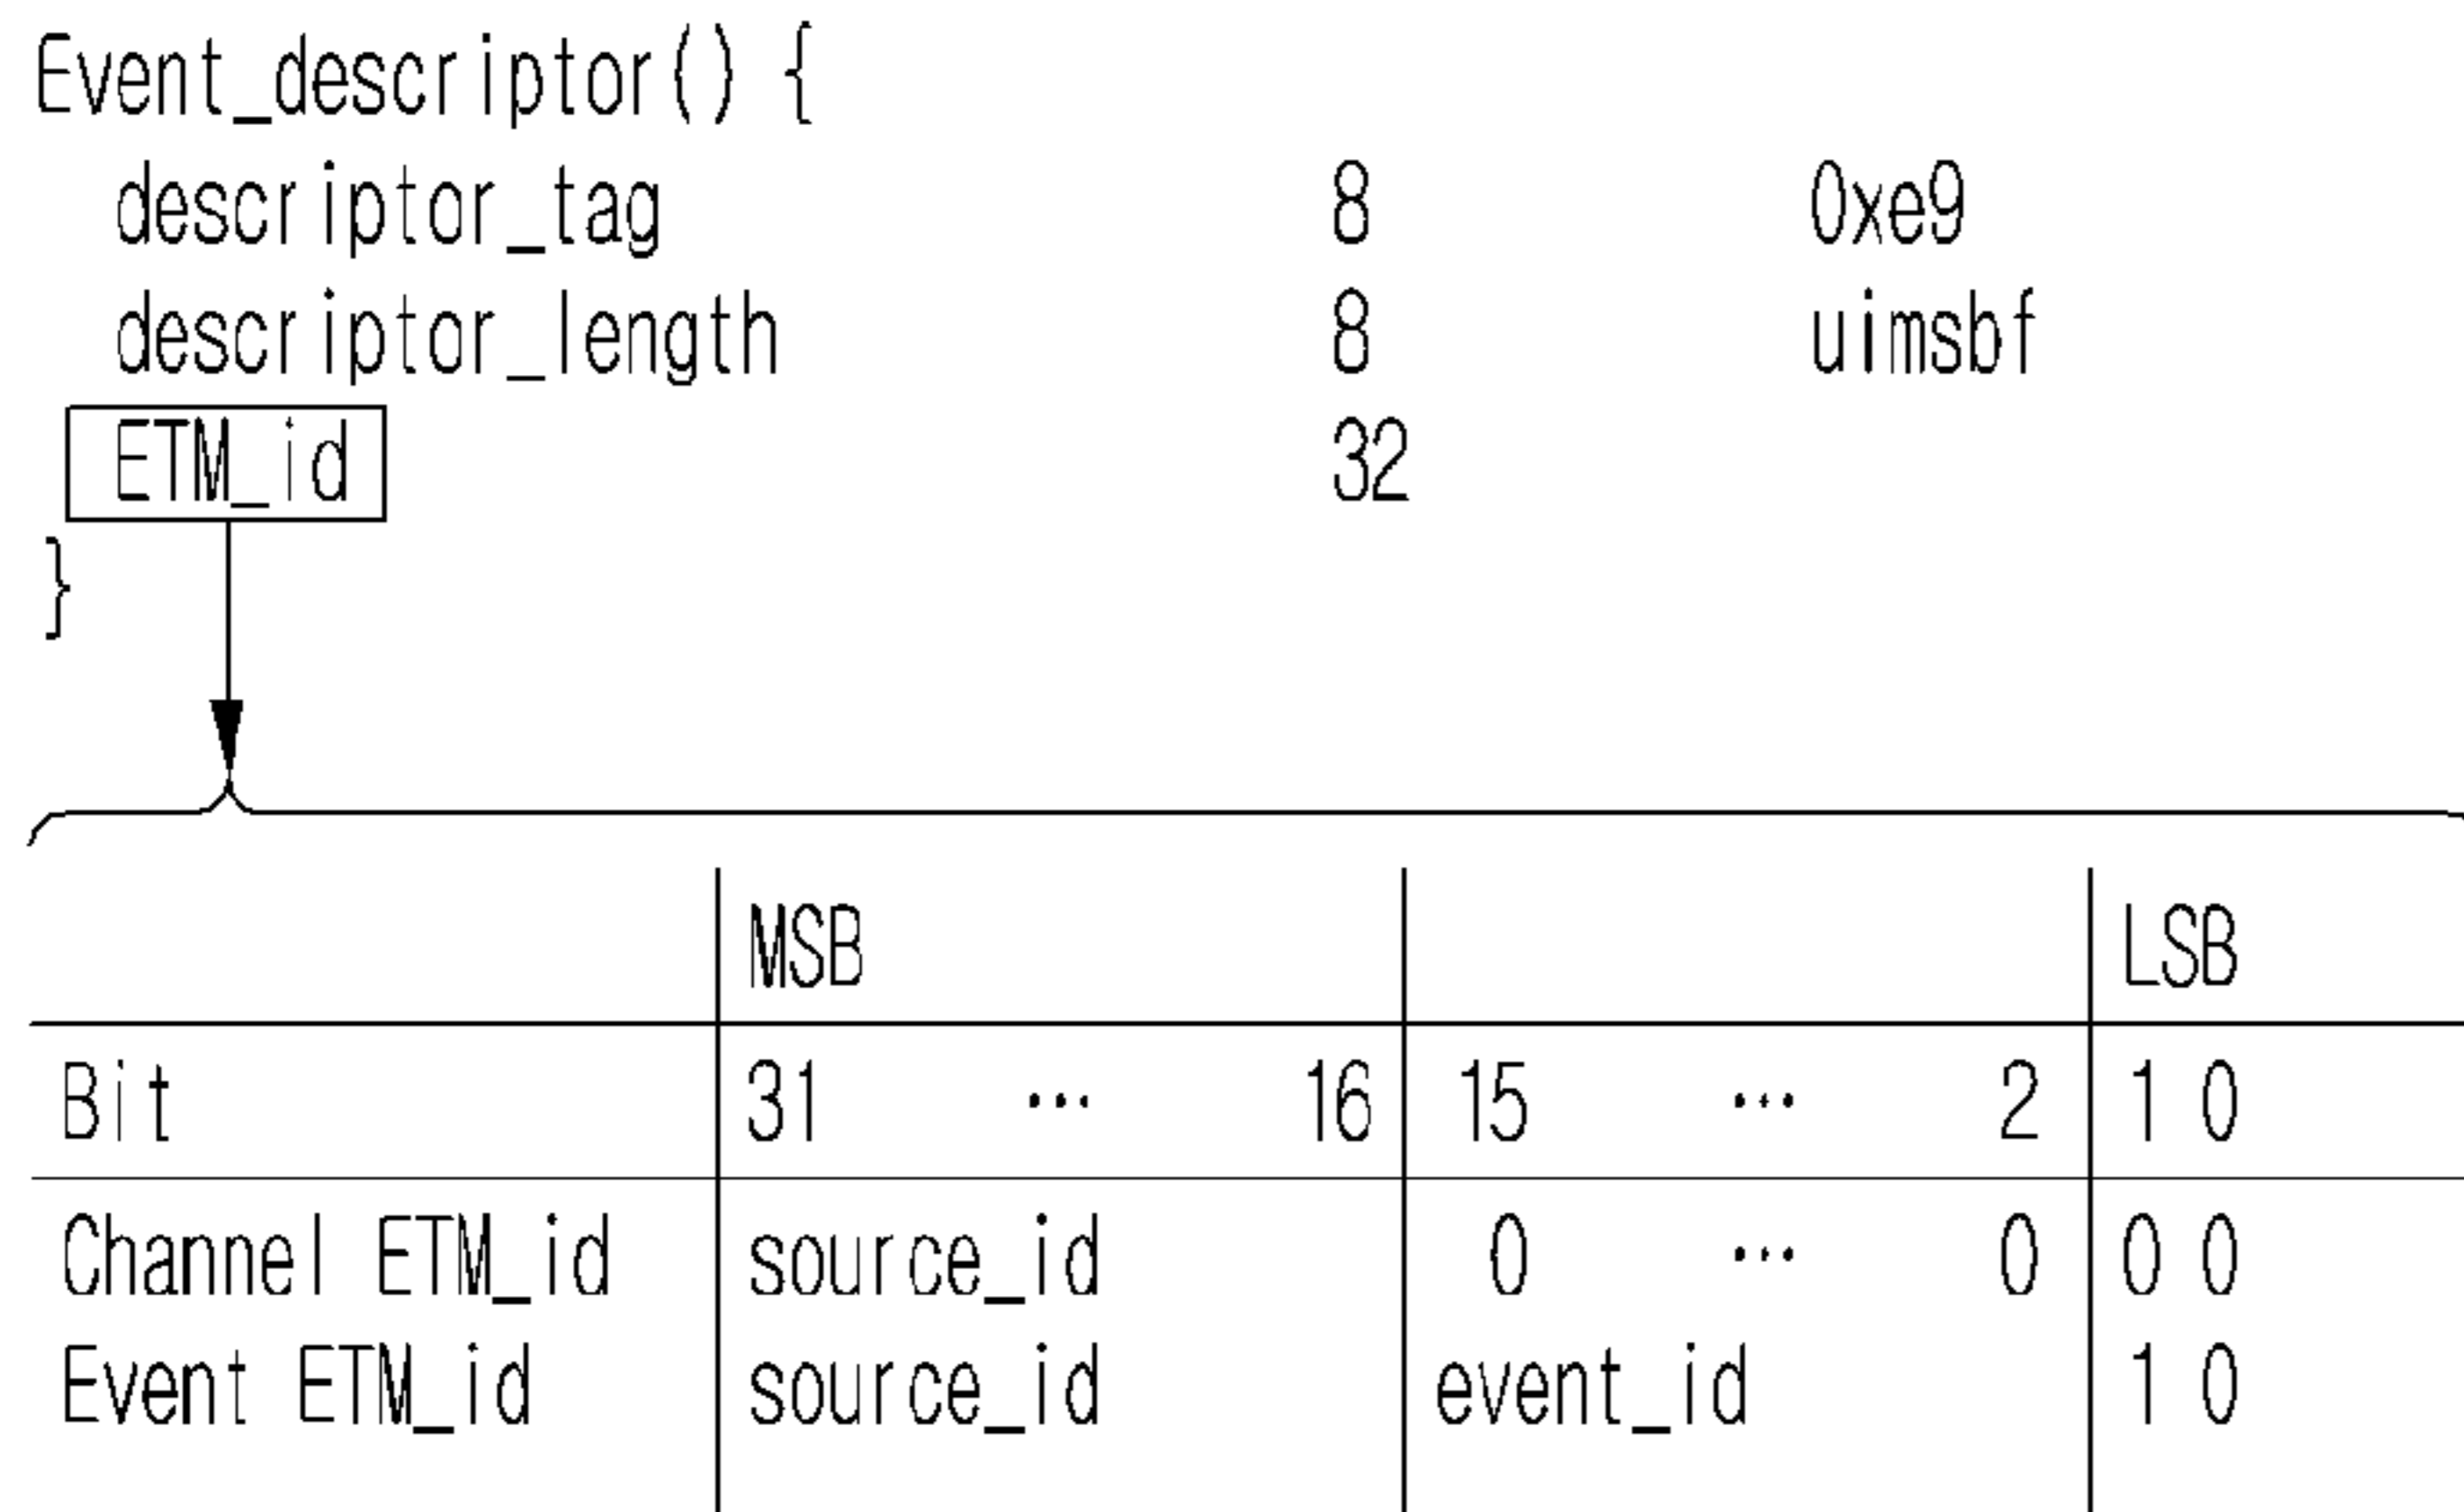 Event_descriptor() {
descriptor_tag 8 0xe9
descriptor_length 8 uimsbf
ETM_id 32
}
MSB LSB
Bit 31 ... 16 15 ... 2 1 0
Channel ETM_id source_id 0 ... 0 0 0
Event ETM_id source_id event_id 1 0